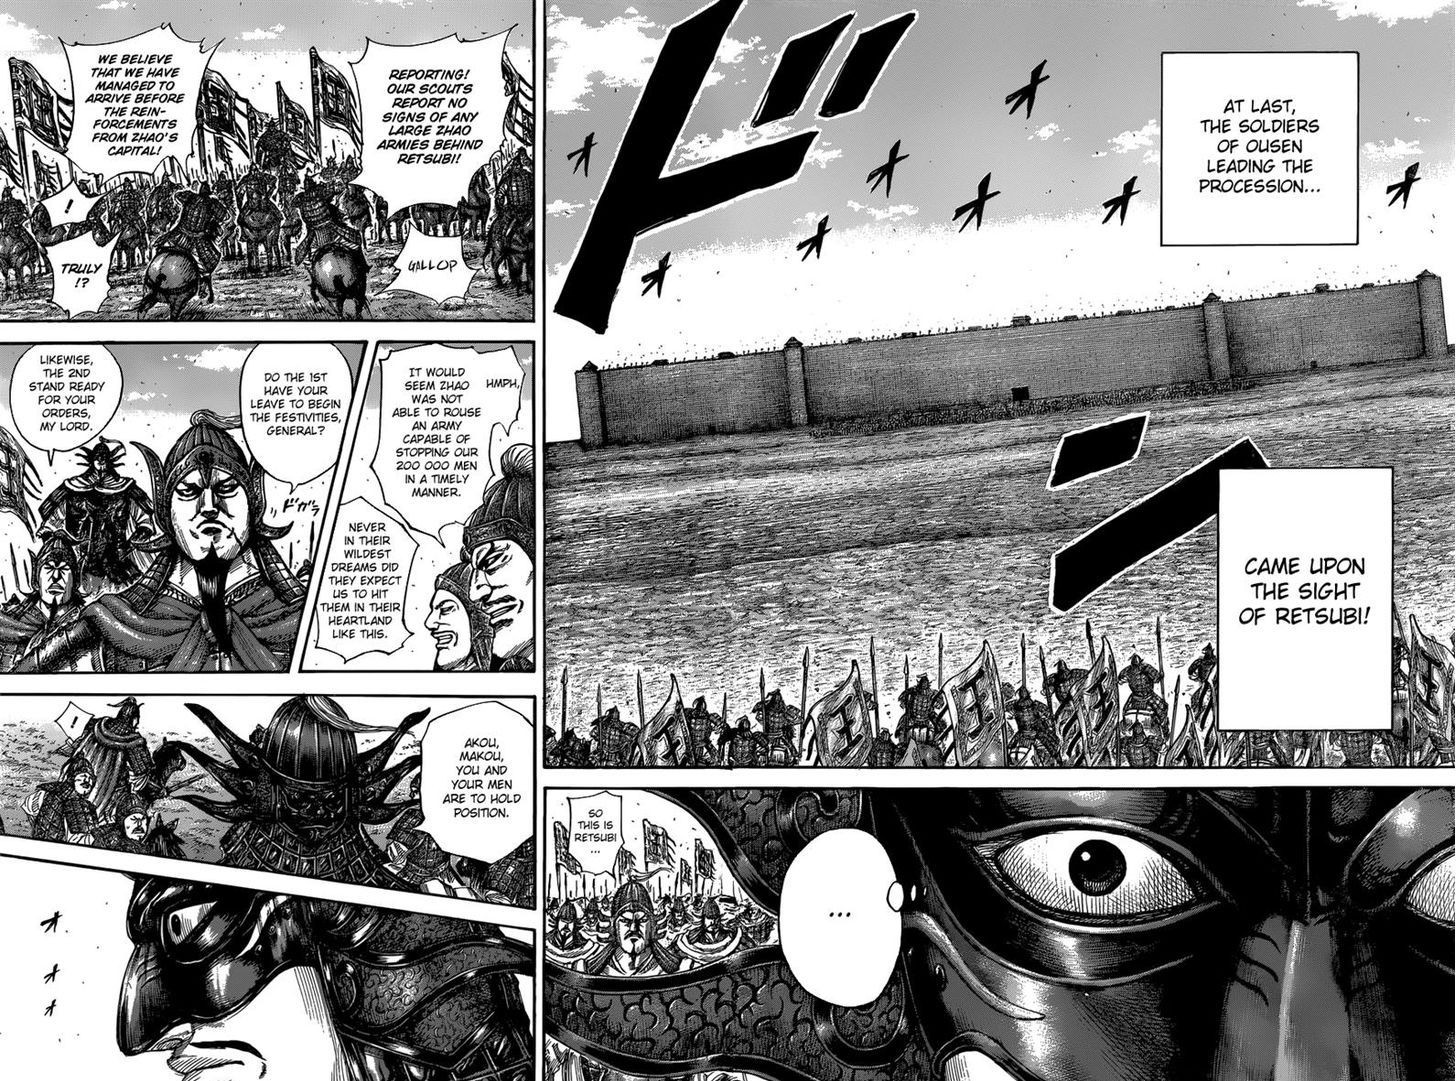 AT LAST,
THE SOLDIERS
OF OUSEN
LEADING THE
PROCESSION...
ド
ン
CAME UPON
THE SIGHT
OF RETSUBI!
王
王
王
SO
THIS IS
RETSUBI
...
...
REPORTING!
OUR SCOUTS
REPORT NO
SIGNS OF ANY
LARGE ZHAO
ARMIES BEHIND
RETSUBI!
GALLOP
WE BELIEVE
THAT WE HAVE
MANAGED TO
ARRIVE BEFORE
THE REIN-
FORCEMENTS
FROM ZHAO'S
CAPITAL!
!
TRULY
!?
HMPH,
IT WOULD
SEEM ZHAO
WAS NOT
ABLE TO ROUSE
AN ARMY
CAPABLE OF
STOPPING OUR
200 000 MEN
IN A TIMELY
MANNER.
NEVER
IN THEIR
WILDEST
DREAMS DID
THEY EXPECT
US TO HIT
THEM IN THEIR
HEARTLAND
LIKE THIS.
DO THE 1ST
HAVE YOUR
LEAVE TO BEGIN
THE FESTIVITIES,
GENERAL?
LIKEWISE,
THE 2ND
STAND READY
FOR YOUR
ORDERS,
MY LORD.
AKOU,
MAKOU,
YOU AND
YOUR MEN
ARE TO HOLD
POSITION.
!